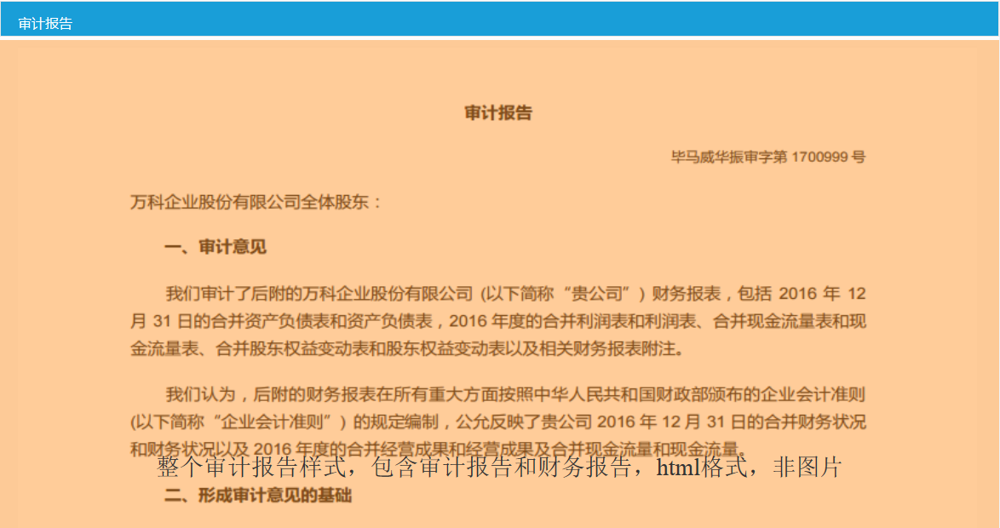 审计报告
审计报告
毕马威华振审字第 1700999 号
万科企业股份有限公司全体股东：
一、审计意见
我们审计了后附的万科企业股份有限公司 (以下简称“贵公司”) 财务报表，包括 2016 年 12
月 31 日的合并资产负债表和资产负债表，2016 年度的合并利润表和利润表、合并现金流量表和现
金流量表、合并股东权益变动表和股东权益变动表以及相关财务报表附注。
我们认为，后附的财务报表在所有重大方面按照中华人民共和国财政部颁布的企业会计准则
(以下简称“企业会计准则”) 的规定编制，公允反映了贵公司 2016 年 12 月 31 日的合并财务状况
和财务状况以及 2016 年度的合并经营成果和经营成果及合并现金流量和现金流量。
整个审计报告样式，包含审计报告和财务报告，html格式，非图片
二、形成审计意见的基础